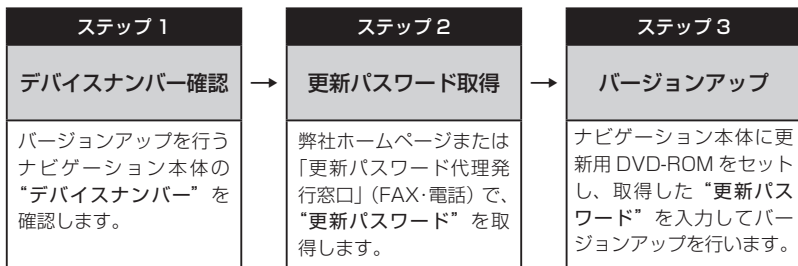 ステップ 1
デバイスナンバー確認
バージョンアップを行う
ナビゲーション本体の
“デバイスナンバー” を
確認します。
→
ステップ 2
更新パスワード取得
弊社ホームページまたは
「更新パスワード代理発
行窓口」（FAX･電話）で、
“更新パスワード” を取
得します。
→
ステップ 3
バージョンアップ
ナビゲーション本体に更
新用 DVD-ROM をセット
し、取得した “更新パス
ワード” を入力してバー
ジョンアップを行います。